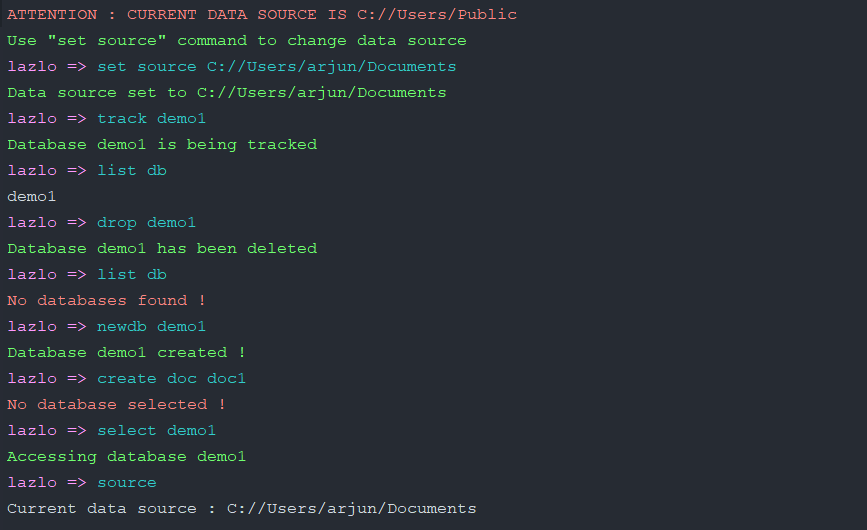 ATTENTION : CURRENT DATA SOURCE IS C://Users/Public
Use "set source" command to change data source
lazlo => set source C://Users/arjun/Documents
Data source set to C://Users/arjun/Documents
lazlo => track demo1
Database demo1 is being tracked
lazlo => list db
demo1
lazlo => drop demo1
Database demo1 has been deleted
lazlo => list db
No databases found !
lazlo => newdb demo1
Database demo1 created !
lazlo => create doc doc1
No database selected !
lazlo => select demo1
Accessing database demo1
lazlo => source
Current data source : C://Users/arjun/Documents